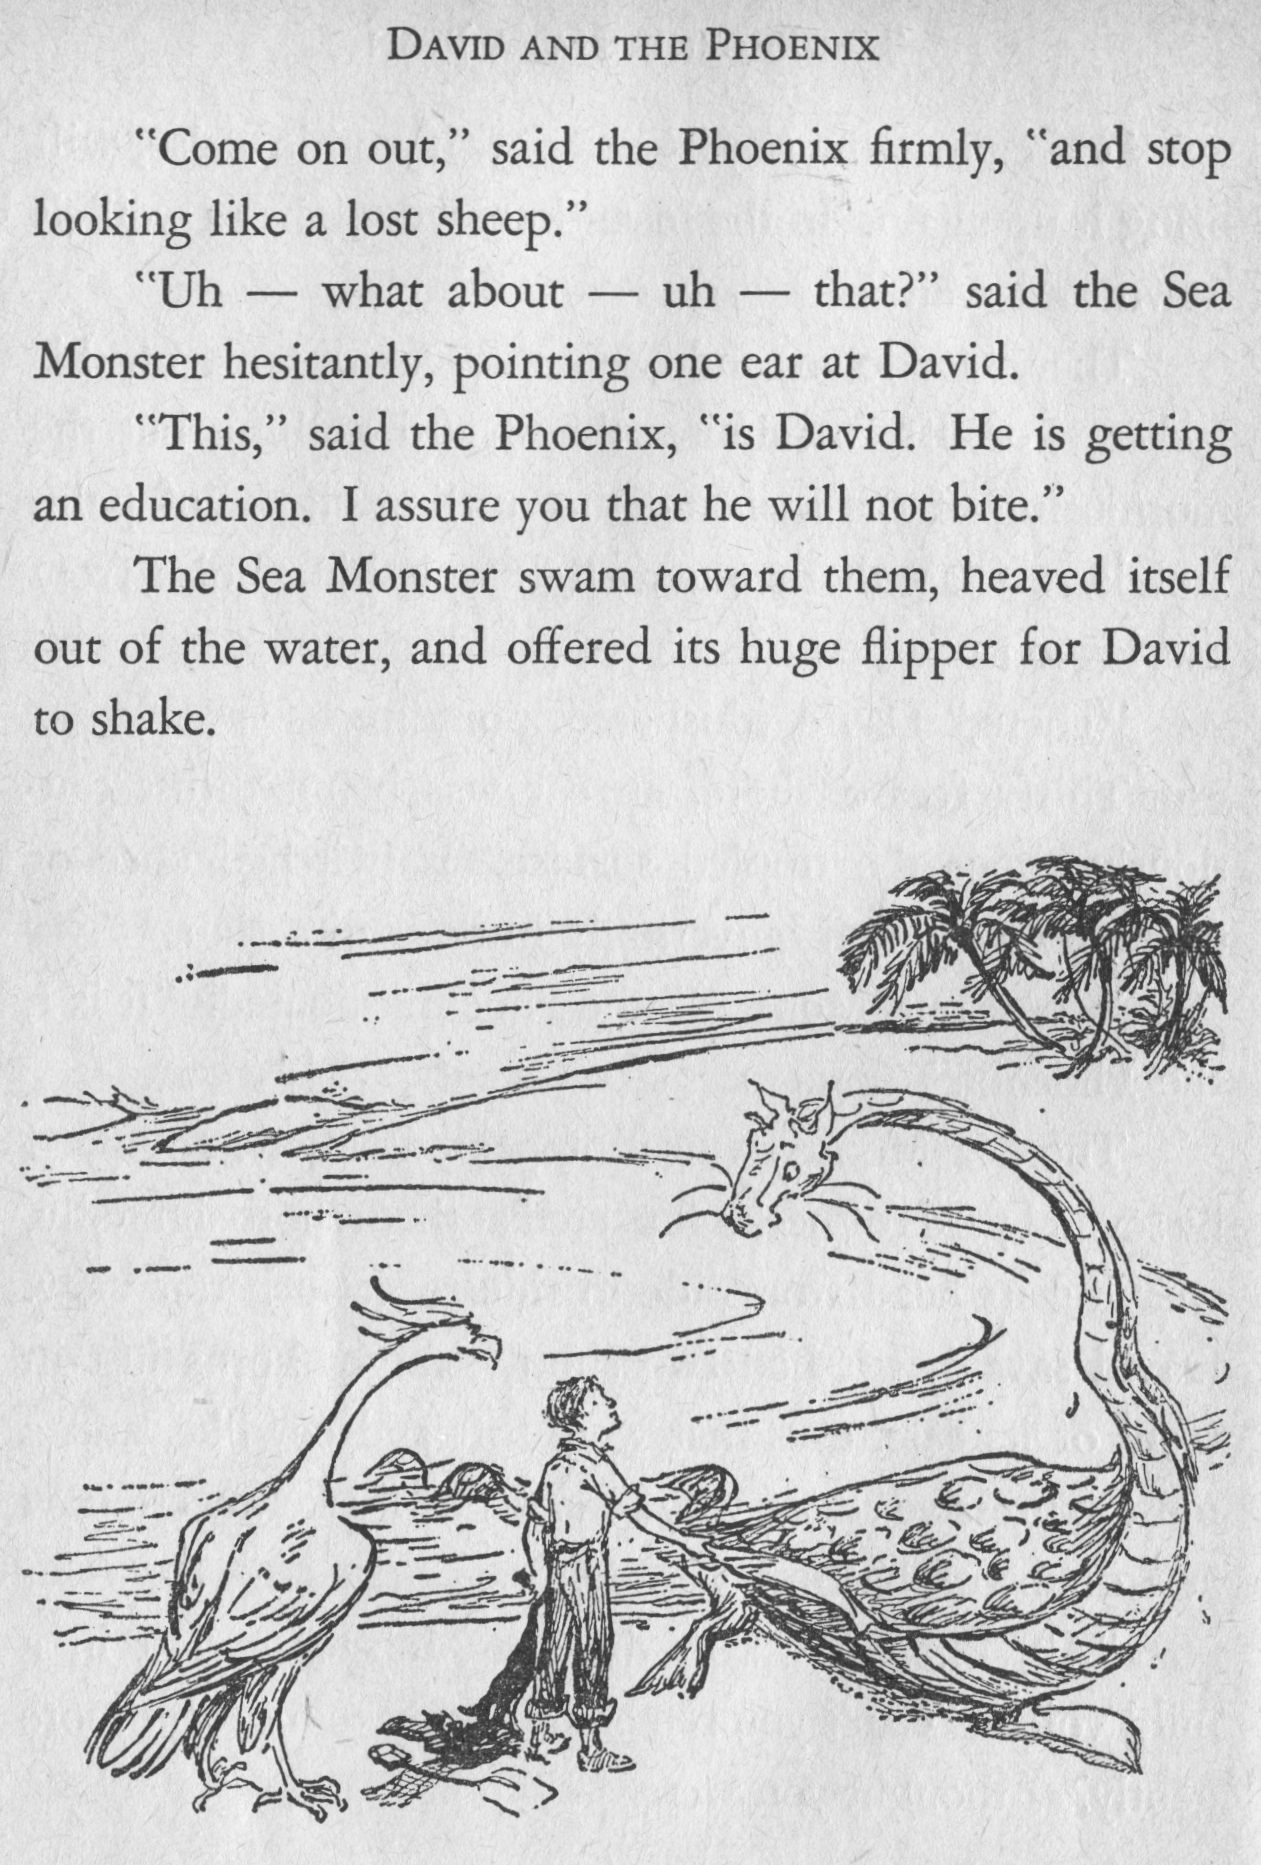 DAVID AND THE PHOENIX
“Come on out,” said the Phoenix firmly, “and stop
looking like a lost sheep.”
“Uh — what about — uh — that?” said the Sea
Monster hesitantly, pointing one ear at David.
“This,” said the Phoenix, “is David. He is getting
an education. I assure you that he will not bite.”
The Sea Monster swam toward them, heaved itself
out of the water, and offered its huge flipper for David
to shake.